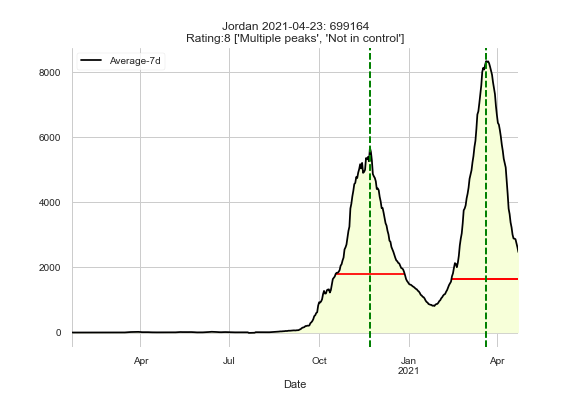 Jordan 2021-04-23: 699164
Rating:8 ['Multiple peaks', 'Not in control']
Average-7d
8000
6000
4000
2000
0
Apr
Jul
Oct
Jan
2021
Apr
Date